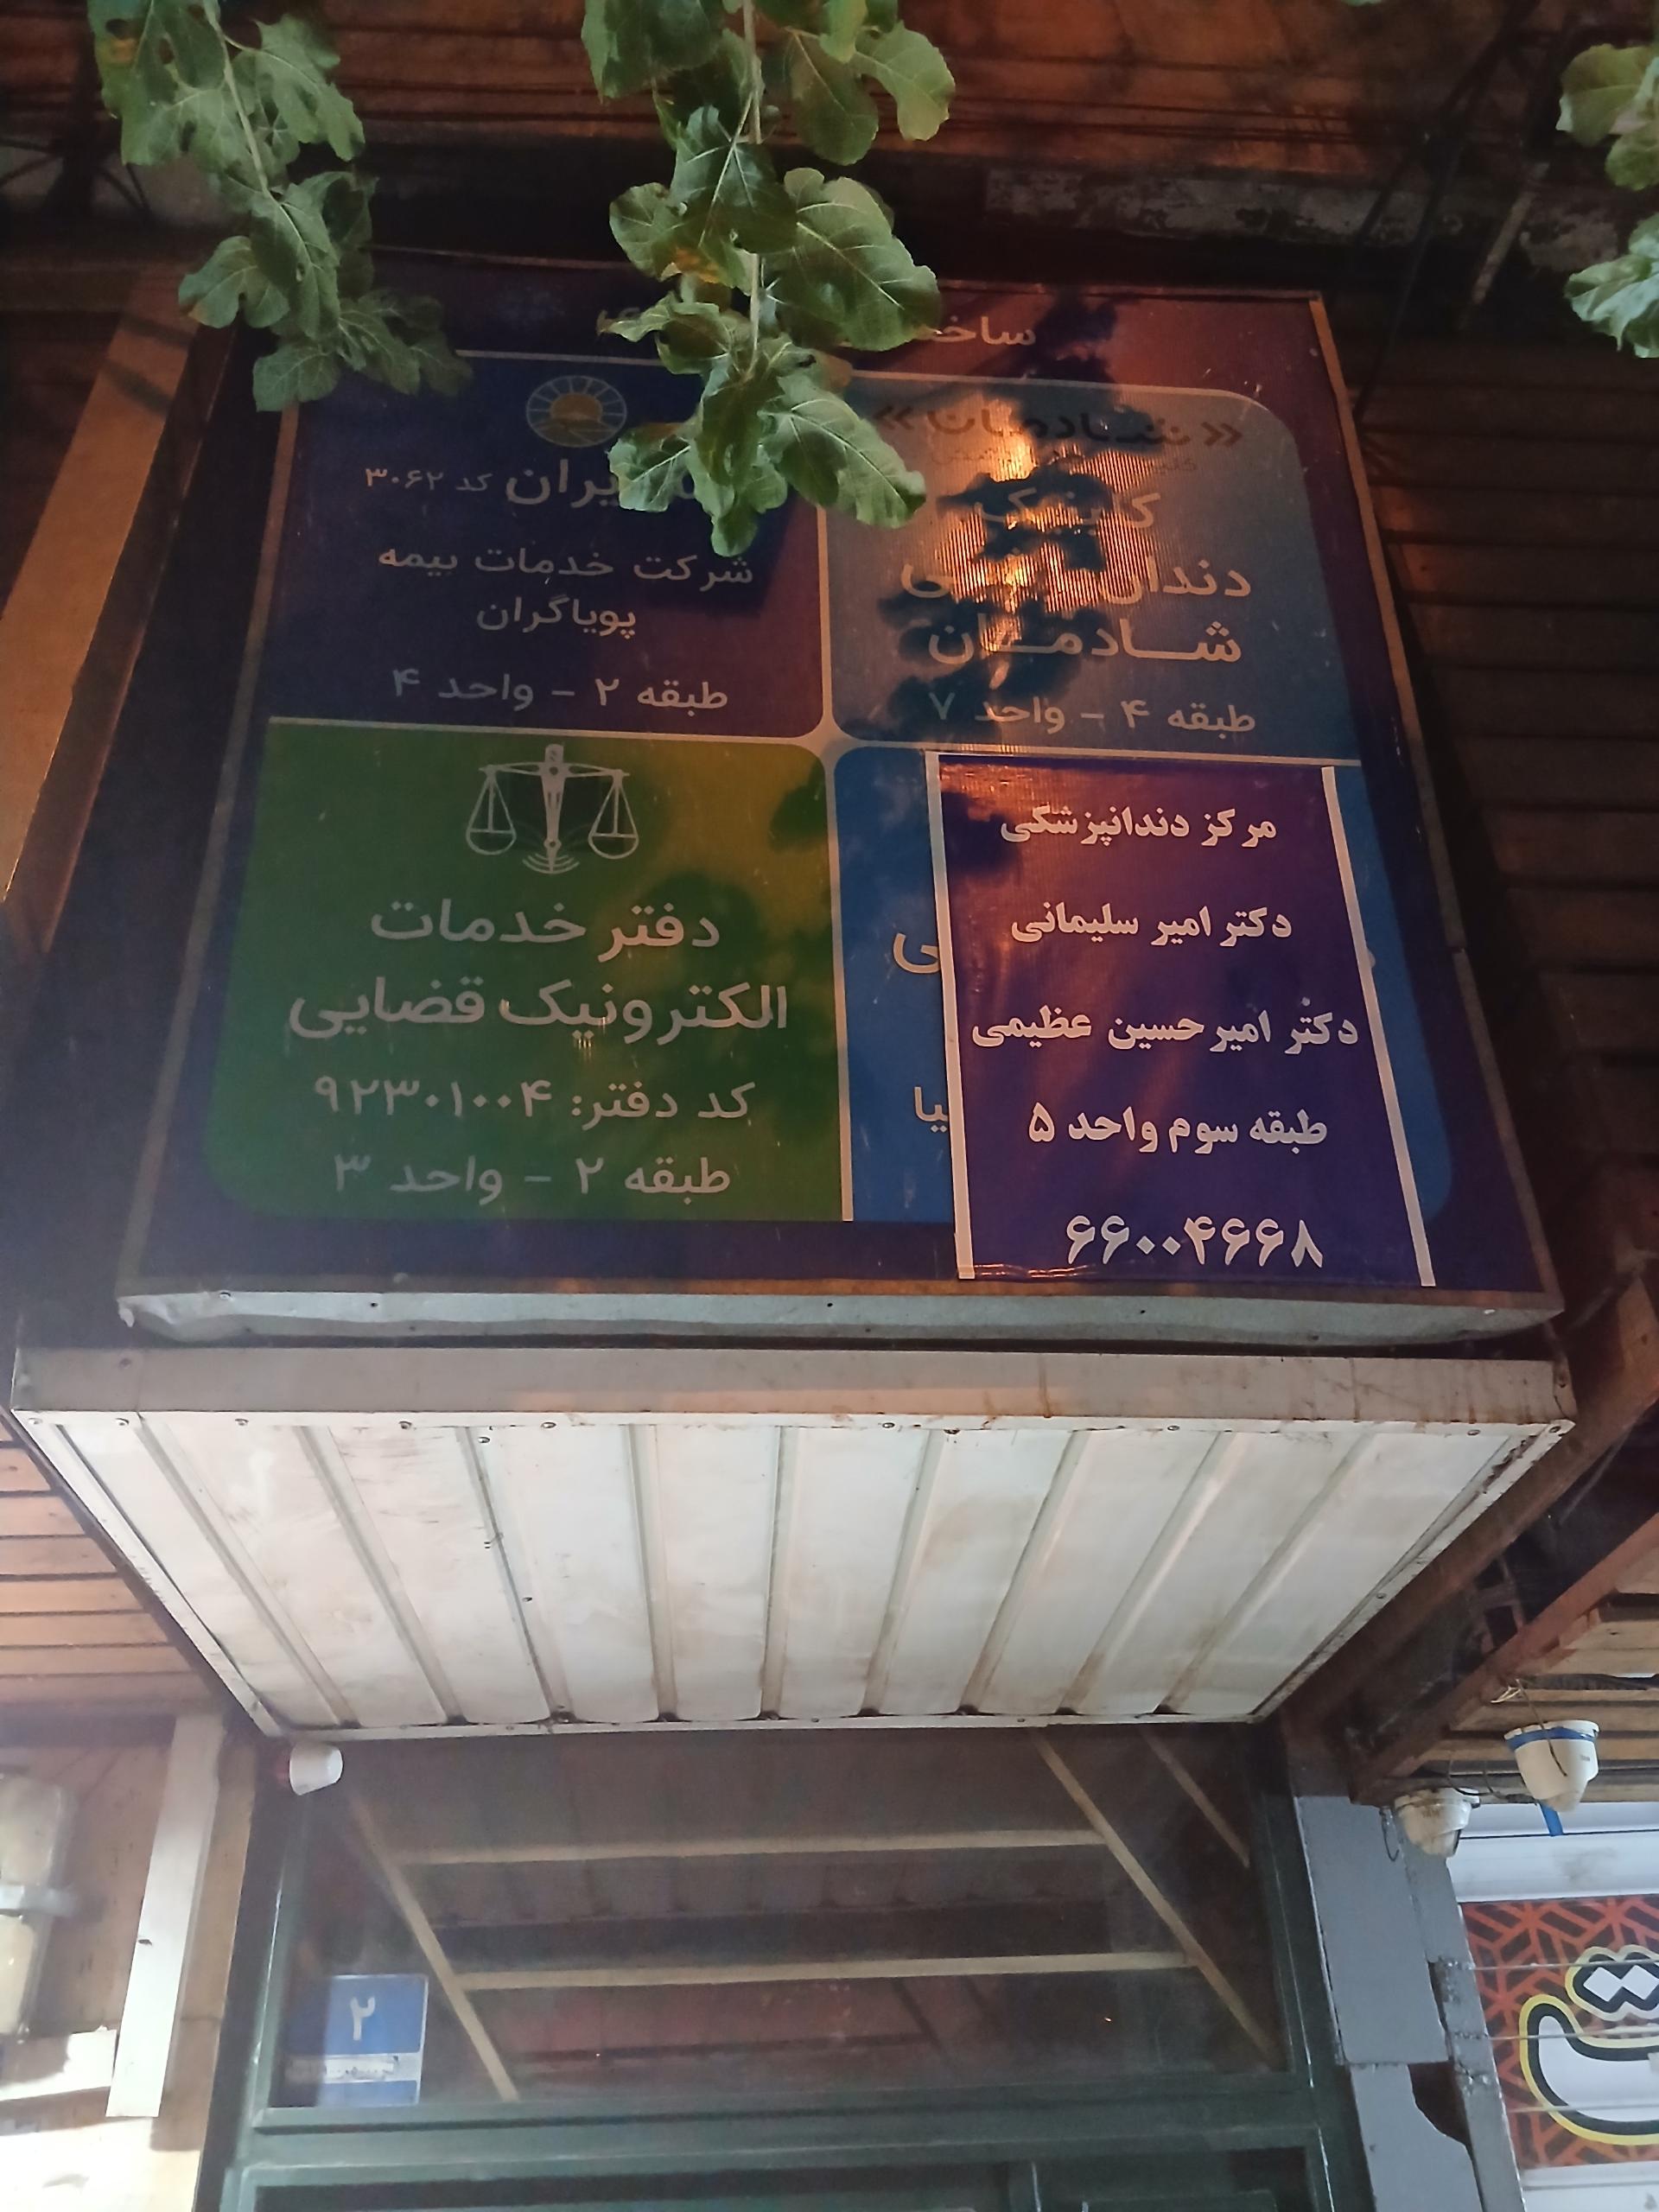 «شادمان»
کلینیک
دندان
شادمان
طبقه ۴ - واحد ۷
ایران کد ۳۰۶۲
شرکت خدمات بیمه
پویاگران
طبقه ۲ - واحد ۴
مرکز دندانپزشکی
دکتر امیر سلیمانی
دکتر امیرحسین عظیمی
طبقه سوم واحد ۵
۶۶۰۰۴۶۶۸
دفتر خدمات
الکترونیک قضایی
کد دفتر: ۹۲۳۰۱۰۰۴
طبقه ۲ - واحد ۳
۲